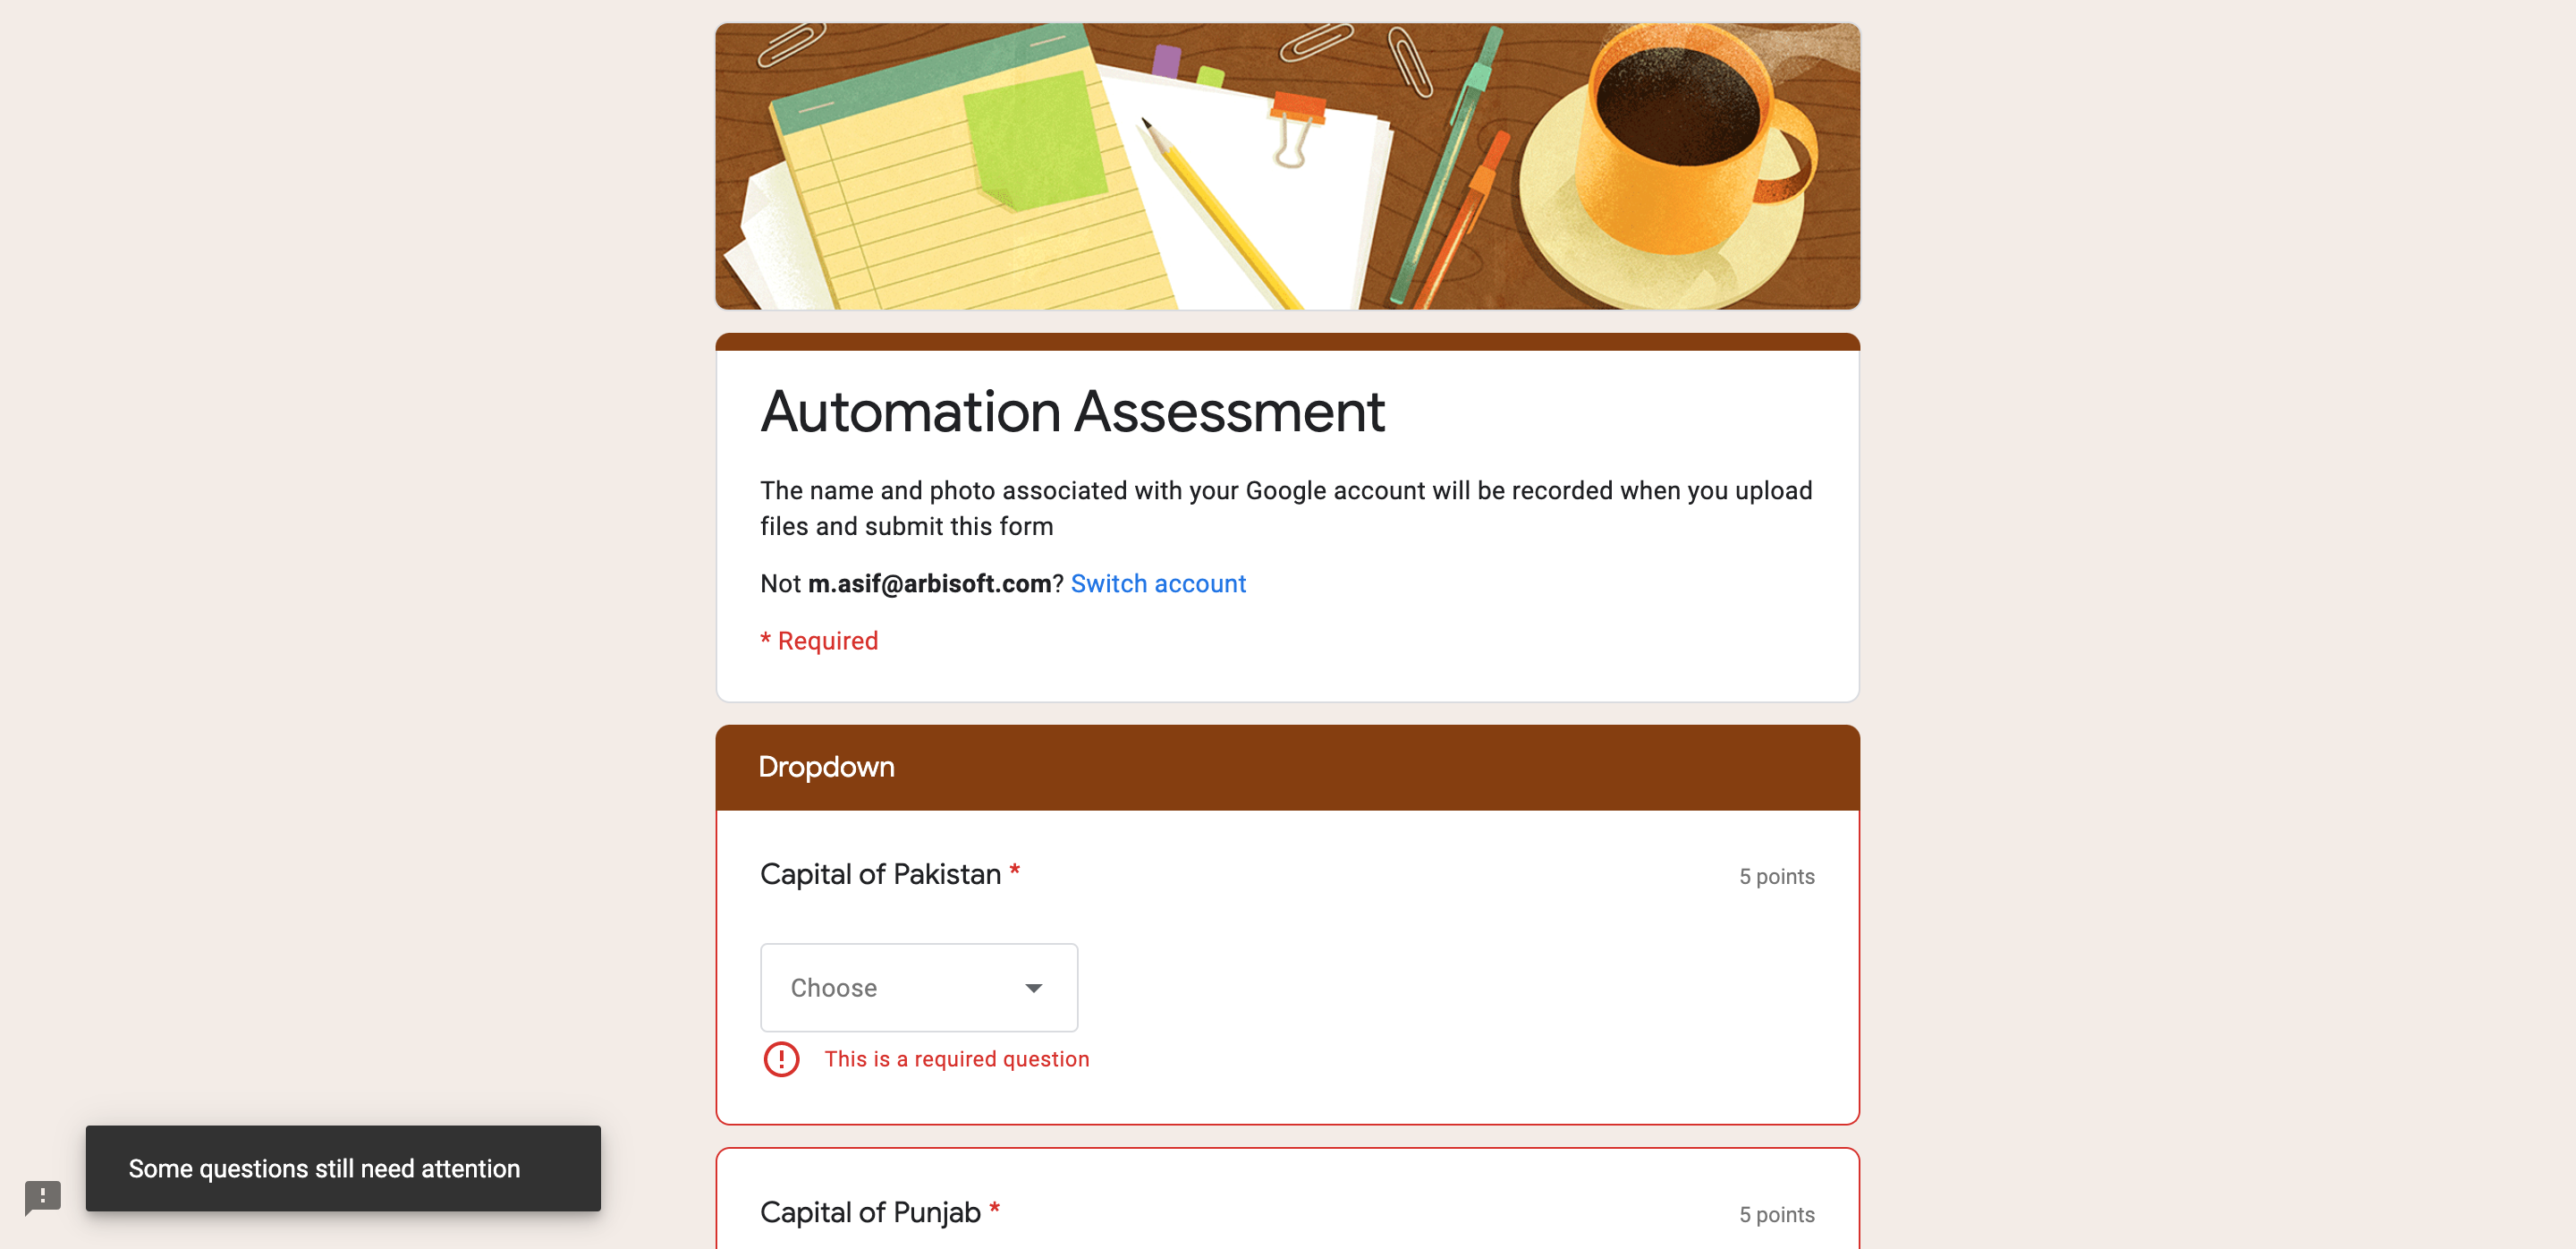 Automation Assessment
The name and photo associated with your Google account will be recorded when you upload
files and submit this form
Not m.asif@arbisoft.com? Switch account
* Required
Dropdown
Capital of Pakistan *
5 points
Choose
This is a required question
Some questions still need attention
Capital of Punjab *
5 points